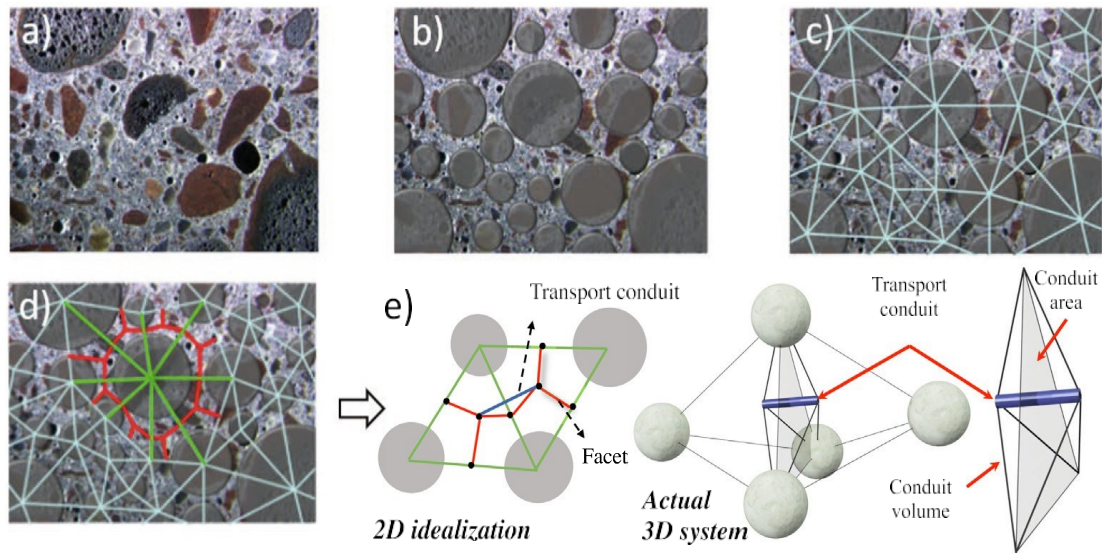 a)
b)
c)
d)
e)
Transport conduit
Facet
2D idealization
Transport
conduit
Conduit
area
Actual
3D system
Conduit
volume